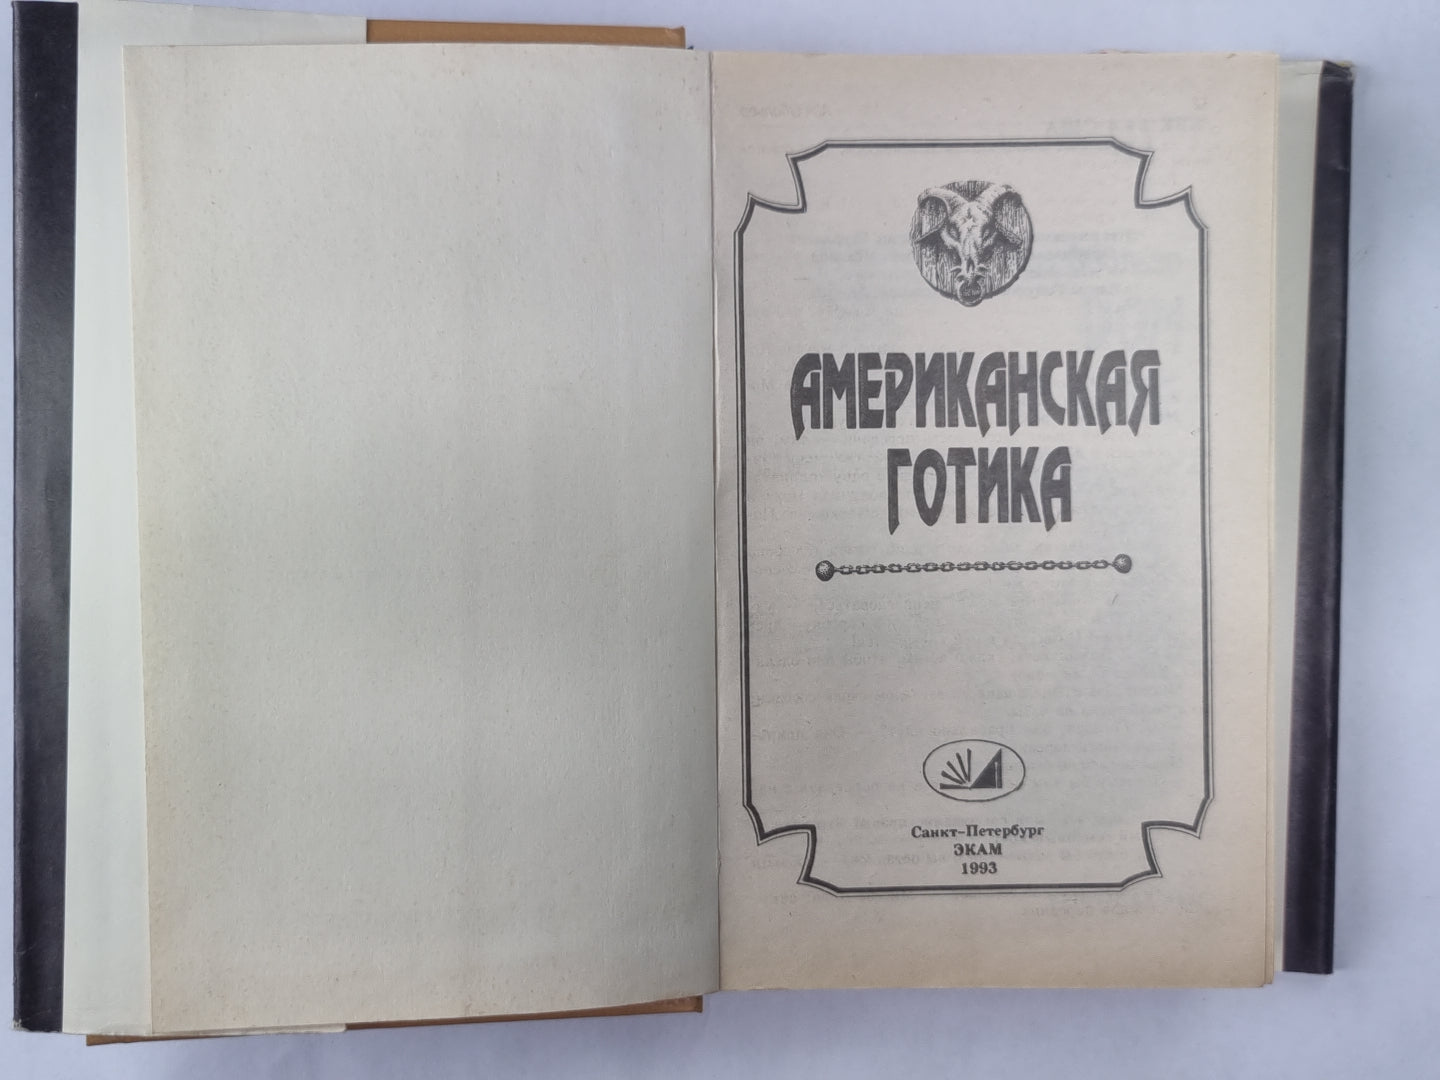 АМЕРИКАНСКАЯ
ГОТИКА
Санкт-Петербург
ЭКАМ
1993